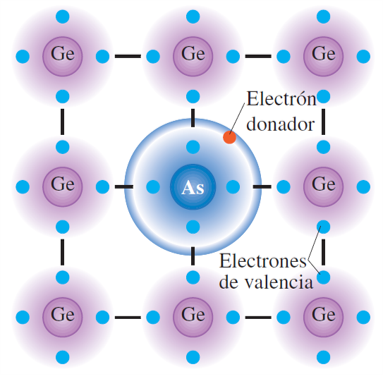 Ge Ge Ge
Electrón
donador
Ge As Ge
Electrones
de valencia
Ge Ge Ge